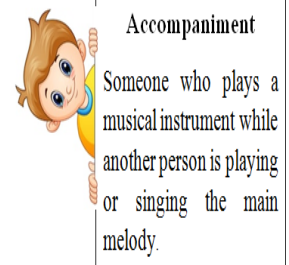 Accompaniment
Someone who plays a
musical instrument while
another person is playing
or singing the main
melody.